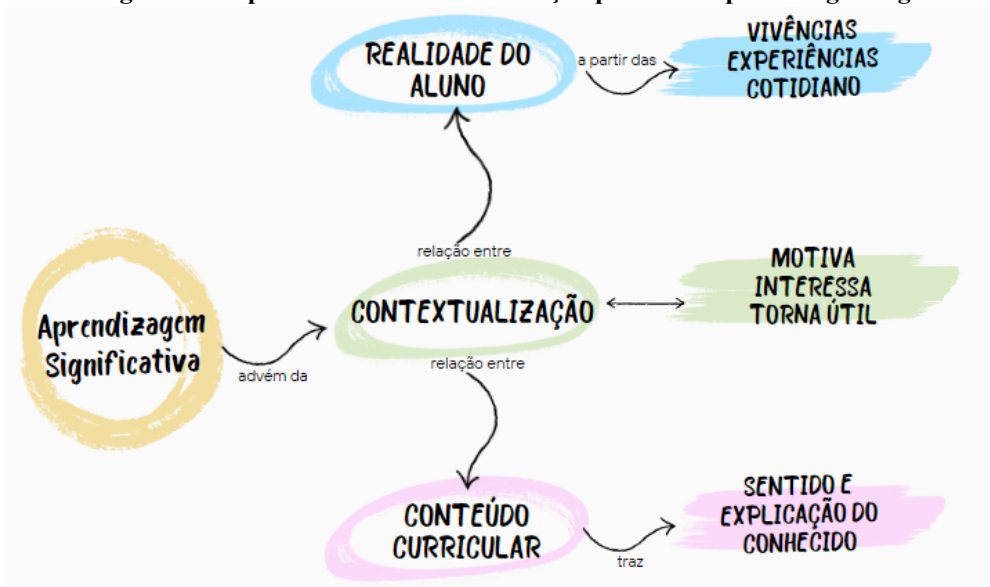 REALIDADE DO
ALUNO
a partir das
VIVÊNCIAS
EXPERIÊNCIAS
COTIDIANO
relação entre
Aprendizagem
Significativa
advém da
CONTEXTUALIZAÇÃO
MOTIVA
INTERESSA
TORNA ÚTIL
relação entre
CONTEÚDO
CURRICULAR
traz
SENTIDO E
EXPLICAÇÃO DO
CONHECIDO